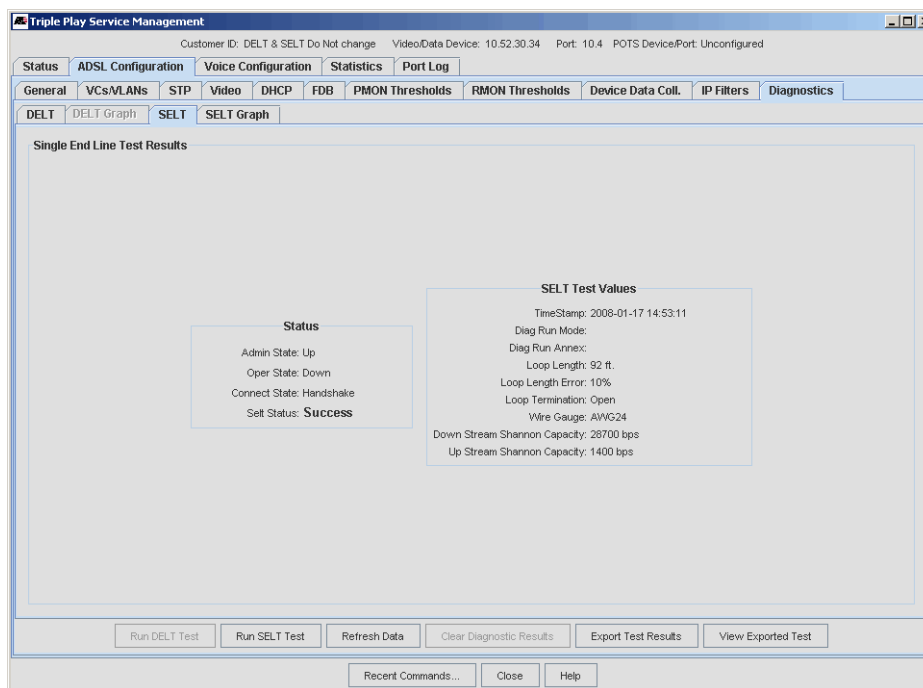 Triple Play Service Management
Customer ID: DELT & SELT Do Not change Video/Data Device: 10.52.30.34 Port: 10.4 POTS Device/Port: Unconfigured
Status ADSL Configuration Voice Configuration Statistics Port Log
General VCs/VLANs STP Video DHCP FDB PMON Thresholds RMON Thresholds Device Data Coll. IP Filters Diagnostics
DELT DELT Graph SELT SELT Graph
Single End Line Test Results
Status
Admin State: Up
Oper State: Down
Connect State: Handshake
Selt Status: Success
SELT Test Values
TimeStamp: 2008-01-17 14:53:11
Diag Run Mode:
Diag Run Annex:
Loop Length: 92 ft.
Loop Length Error: 10%
Loop Termination: Open
Wire Gauge: AWG24
Down Stream Shannon Capacity: 28700 bps
Up Stream Shannon Capacity: 1400 bps
Run DELT Test Run SELT Test Refresh Data Clear Diagnostic Results Export Test Results View Exported Test
Recent Commands... Close Help